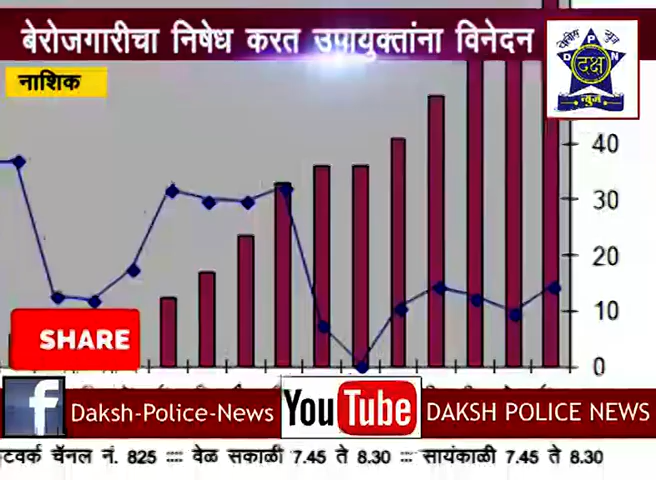 बेरोजगारीचा निषेध करत उपायुक्तांना विनेदन
नाशिक
D P N
दक्ष
न्युज
40
30
20
10
0
SHARE
f Daksh-Police-News
YouTube DAKSH POLICE NEWS
टवर्क चॅनल नं. 825 :::: वेळ सकाळी 7.45 ते 8.30 ::: सायंकाळी 7.45 ते 8.30